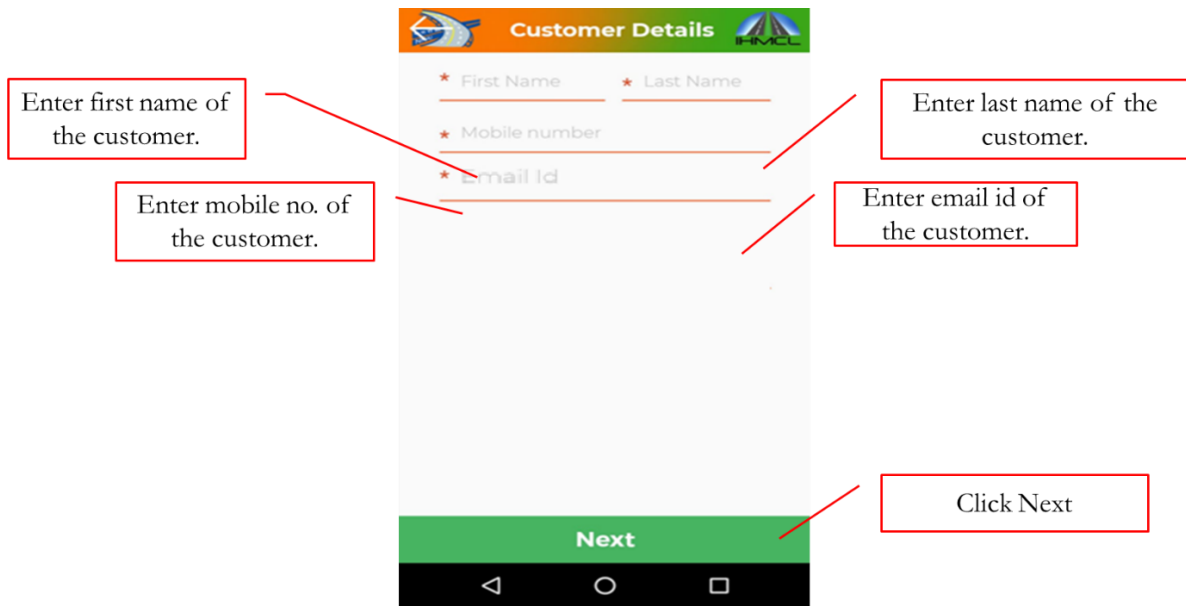 Customer Details
IHMCL
* First Name
* Last Name
Enter first name of
the customer.
Enter last name of the
customer.
* Mobile number
* Email Id
Enter mobile no. of
the customer.
Enter email id of
the customer.
Click Next
Next